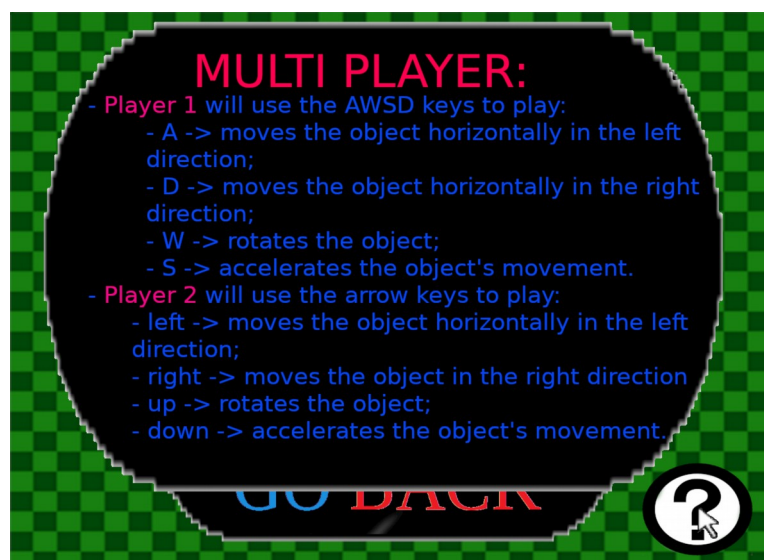 MULTI PLAYER:
- Player 1 will use the AWSD keys to play:
- A -> moves the object horizontally in the left
direction;
- D -> moves the object horizontally in the right
direction;
- W -> rotates the object;
- S -> accelerates the object's movement.
- Player 2 will use the arrow keys to play:
- left -> moves the object horizontally in the left
direction;
- right -> moves the object in the right direction
- up -> rotates the object;
- down -> accelerates the object's movement.
GO BACK
?